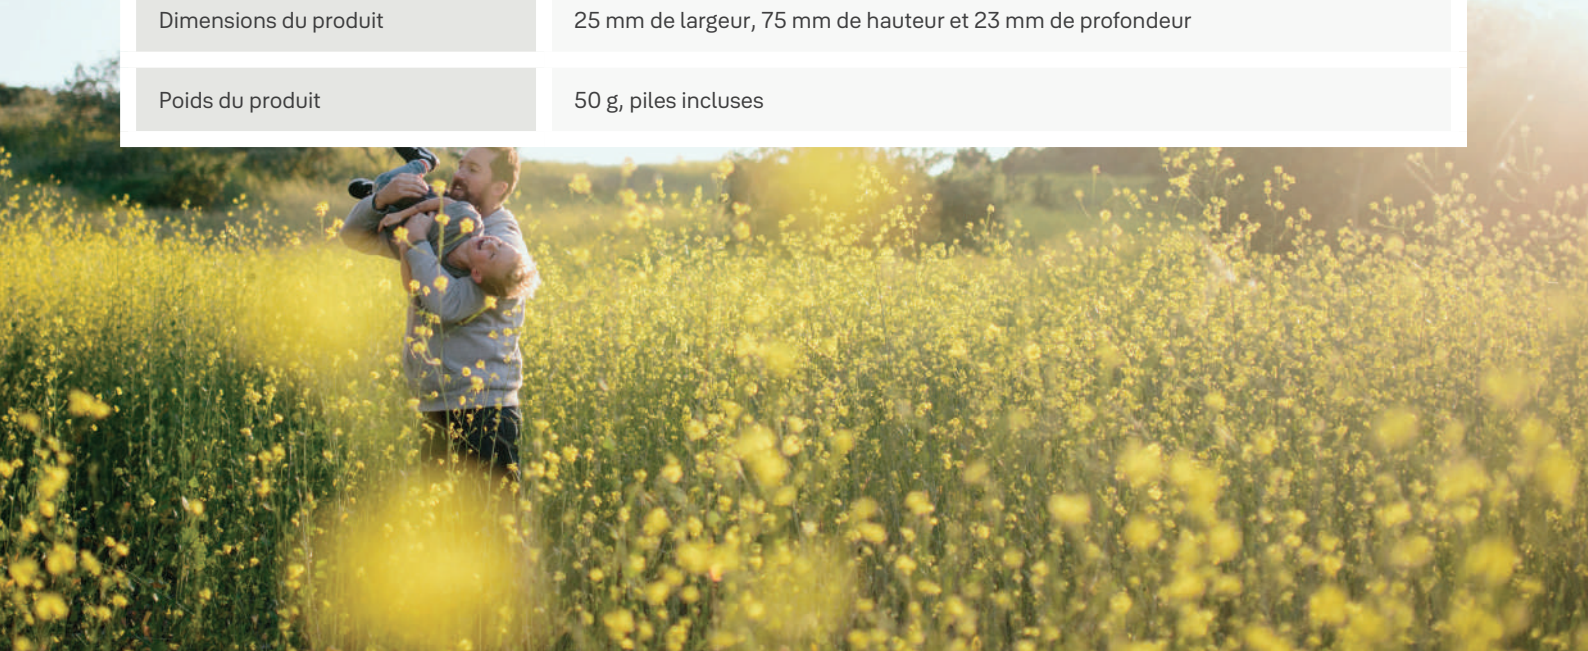 Dimensions du produit
25 mm de largeur, 75 mm de hauteur et 23 mm de profondeur
Poids du produit
50 g, piles incluses